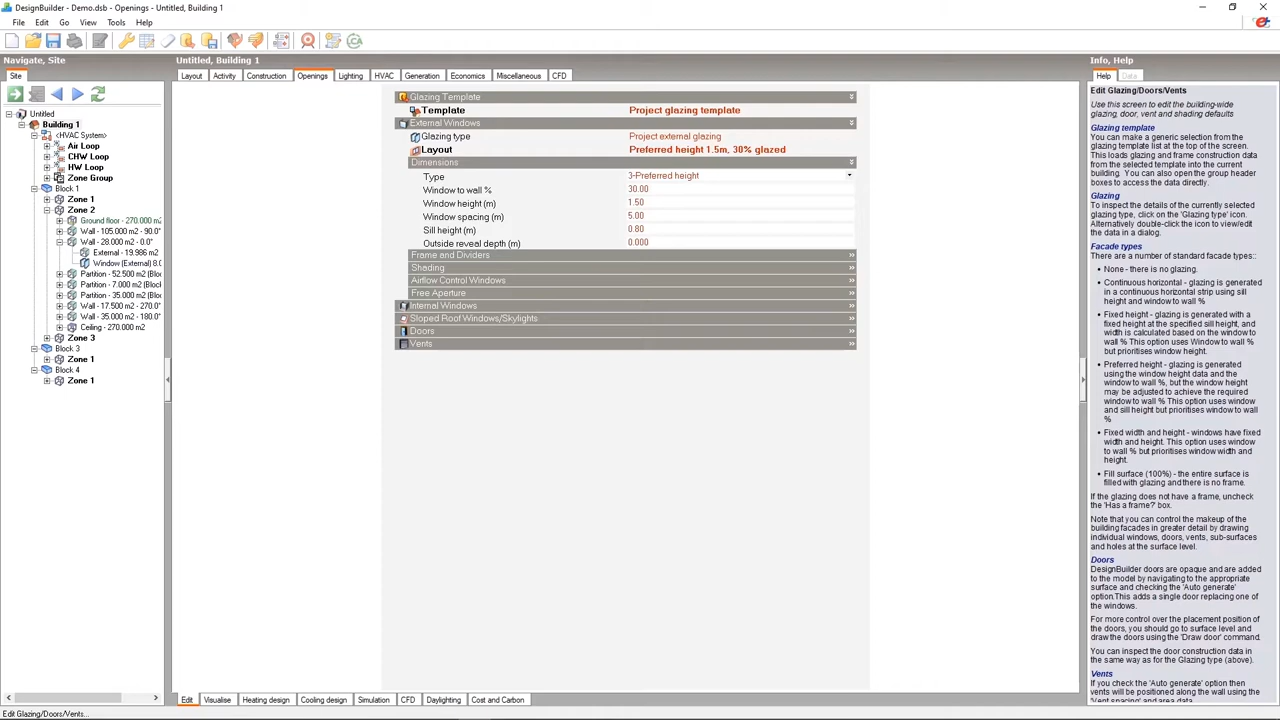 DesignBuilder - Demo.dsb - Openings - Untitled, Building 1
File Edit Go View Tools Help
Navigate, Site
Site
Untitled
Building 1
<HVAC System>
Air Loop
CHW Loop
HW Loop
Zone Group
Block 1
Zone 1
Zone 2
Ground floor - 270.000 m2
Wall - 105.000 m2 - 90.0°
Wall - 28.000 m2 - 0.0°
External - 19.986 m2
Window (External) 8.0
Partition - 52.500 m2 (Bloc
Partition - 7.000 m2 (Block
Partition - 35.000 m2 (Bloc
Wall - 17.500 m2 - 270.0°
Wall - 35.000 m2 - 180.0°
Ceiling - 270.000 m2
Zone 3
Block 3
Zone 1
Block 4
Zone 1
Untitled, Building 1
Layout Activity Construction Openings Lighting HVAC Generation Economics Miscellaneous CFD
Glazing Template
Template Project glazing template
External Windows
Glazing type Project external glazing
Layout Preferred height 1.5m, 30% glazed
Dimensions
Type 3-Preferred height
Window to wall % 30.00
Window height (m) 1.50
Window spacing (m) 5.00
Sill height (m) 0.80
Outside reveal depth (m) 0.000
Frame and Dividers
Shading
Airflow Control Windows
Free Aperture
Internal Windows
Sloped Roof Windows/Skylights
Doors
Vents
Edit Visualise Heating design Cooling design Simulation CFD Daylighting Cost and Carbon
Info, Help
Help Data
Edit Glazing/Doors/Vents
Use this screen to edit the building-wide
glazing, door, vent and shading defaults
Glazing template
You can make a generic selection from the
glazing template list at the top of the screen.
This loads glazing and frame construction data
from the selected template into the current
building. You can also open the group header
boxes to access the data directly.
Glazing
To inspect the details of the currently selected
glazing type, click on the 'Glazing type' icon.
Alternatively double-click the icon to view/edit
the data in a dialog.
Facade types
There are a number of standard facade types::
• None - there is no glazing.
• Continuous horizontal - glazing is generated
in a continuous horizontal strip using sill
height and window to wall %
• Fixed height - glazing is generated with a
fixed height at the specified sill height, and
width is calculated based on the window to
wall % This option uses Window to wall %
but prioritises window height.
• Preferred height - glazing is generated
using the window height data and the
window to wall %, but the window height
may be adjusted to achieve the required
window to wall % This option uses window
and sill height but prioritises window to wall
%
• Fixed width and height - windows have fixed
width and height. This option uses window
to wall % but prioritises window width and
height.
• Fill surface (100%) - the entire surface is
filled with glazing and there is no frame.
If the glazing does not have a frame, uncheck
the 'Has a frame?' box.
Note that you can control the makeup of the
building facades in greater detail by drawing
individual windows, doors, vents, sub-surfaces
and holes at the surface level.
Doors
DesignBuilder doors are opaque and are added
to the model by navigating to the appropriate
surface and checking the 'Auto generate'
option.This adds a single door replacing one of
the windows.
For more control over the placement position of
the doors, you should go to surface level and
draw the doors using the 'Draw door' command.
You can inspect the door construction data in
the same way as for the Glazing type (above).
Vents
If you check the 'Auto generate' option then
vents will be positioned along the wall using the
'Vent spacing' and area data.
Edit Glazing/Doors/Vents...